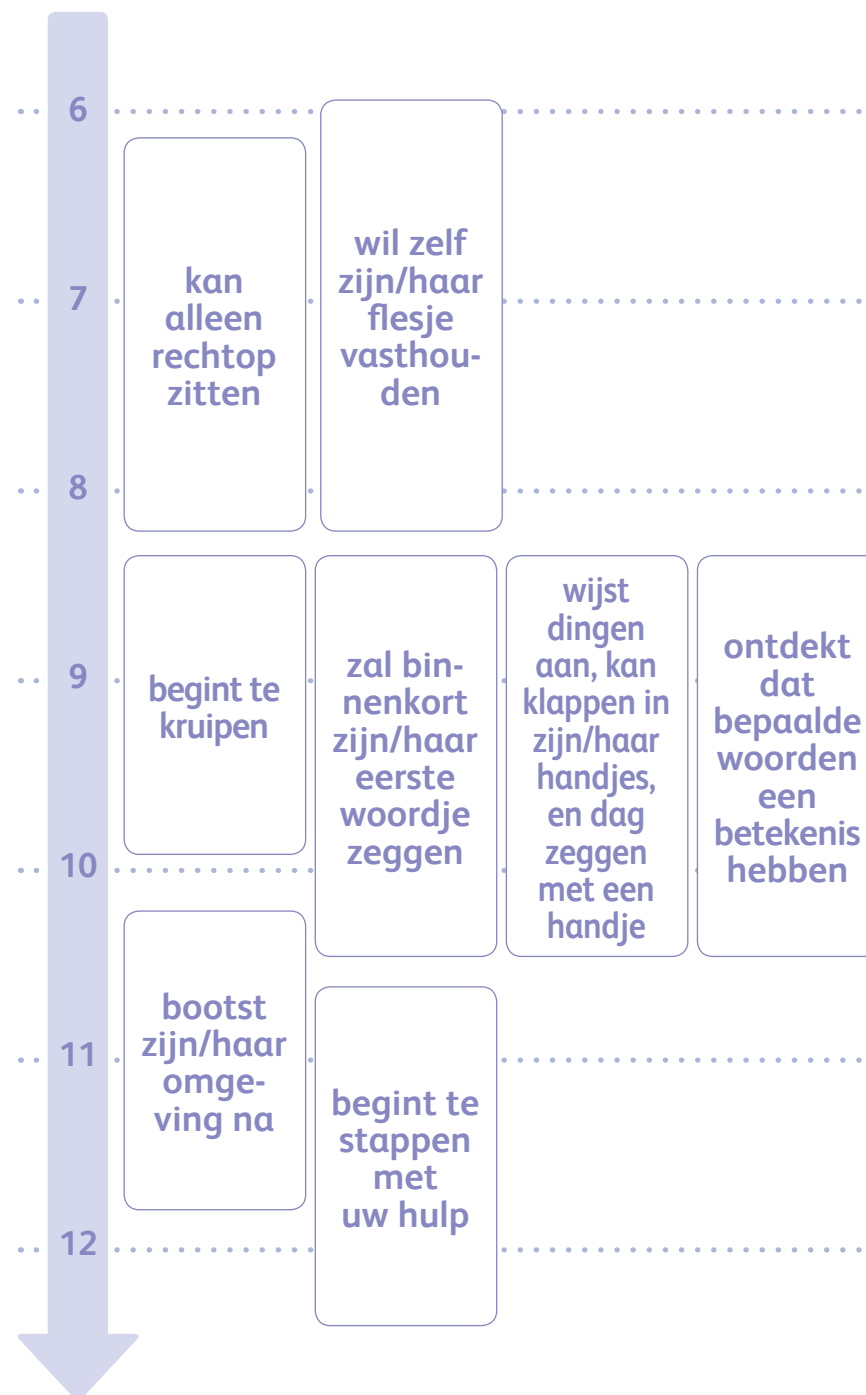 6
kan
alleen
rechtop
zitten
wil zelf
zijn/haar
flesje
vasthou-
den
7
8
begint te
kruipen
zal bin-
nenkort
zijn/haar
eerste
woordje
zeggen
wijst
dingen
aan, kan
klappen in
zijn/haar
handjes,
en dag
zeggen
met een
handje
ontdekt
dat
bepaalde
woorden
een
betekenis
hebben
9
10
bootst
zijn/haar
omge-
ving na
begint te
stappen
met
uw hulp
11
12